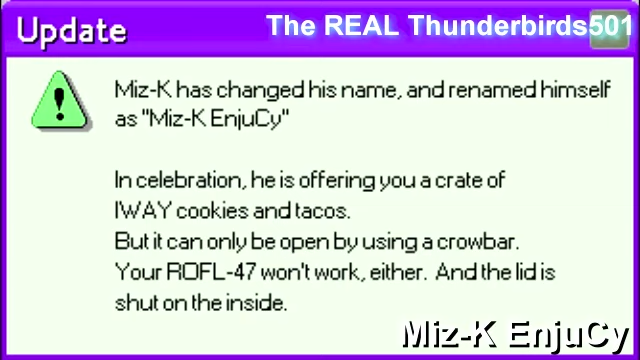 Update
The REAL Thunderbirds501
Miz-K has changed his name, and renamed himself
as "Miz-K EnjuCy"
In celebration, he is offering you a crate of
IWAY cookies and tacos.
But it can only be open by using a crowbar.
Your ROFL-47 won't work, either. And the lid is
shut on the inside.
Miz-K EnjuCy